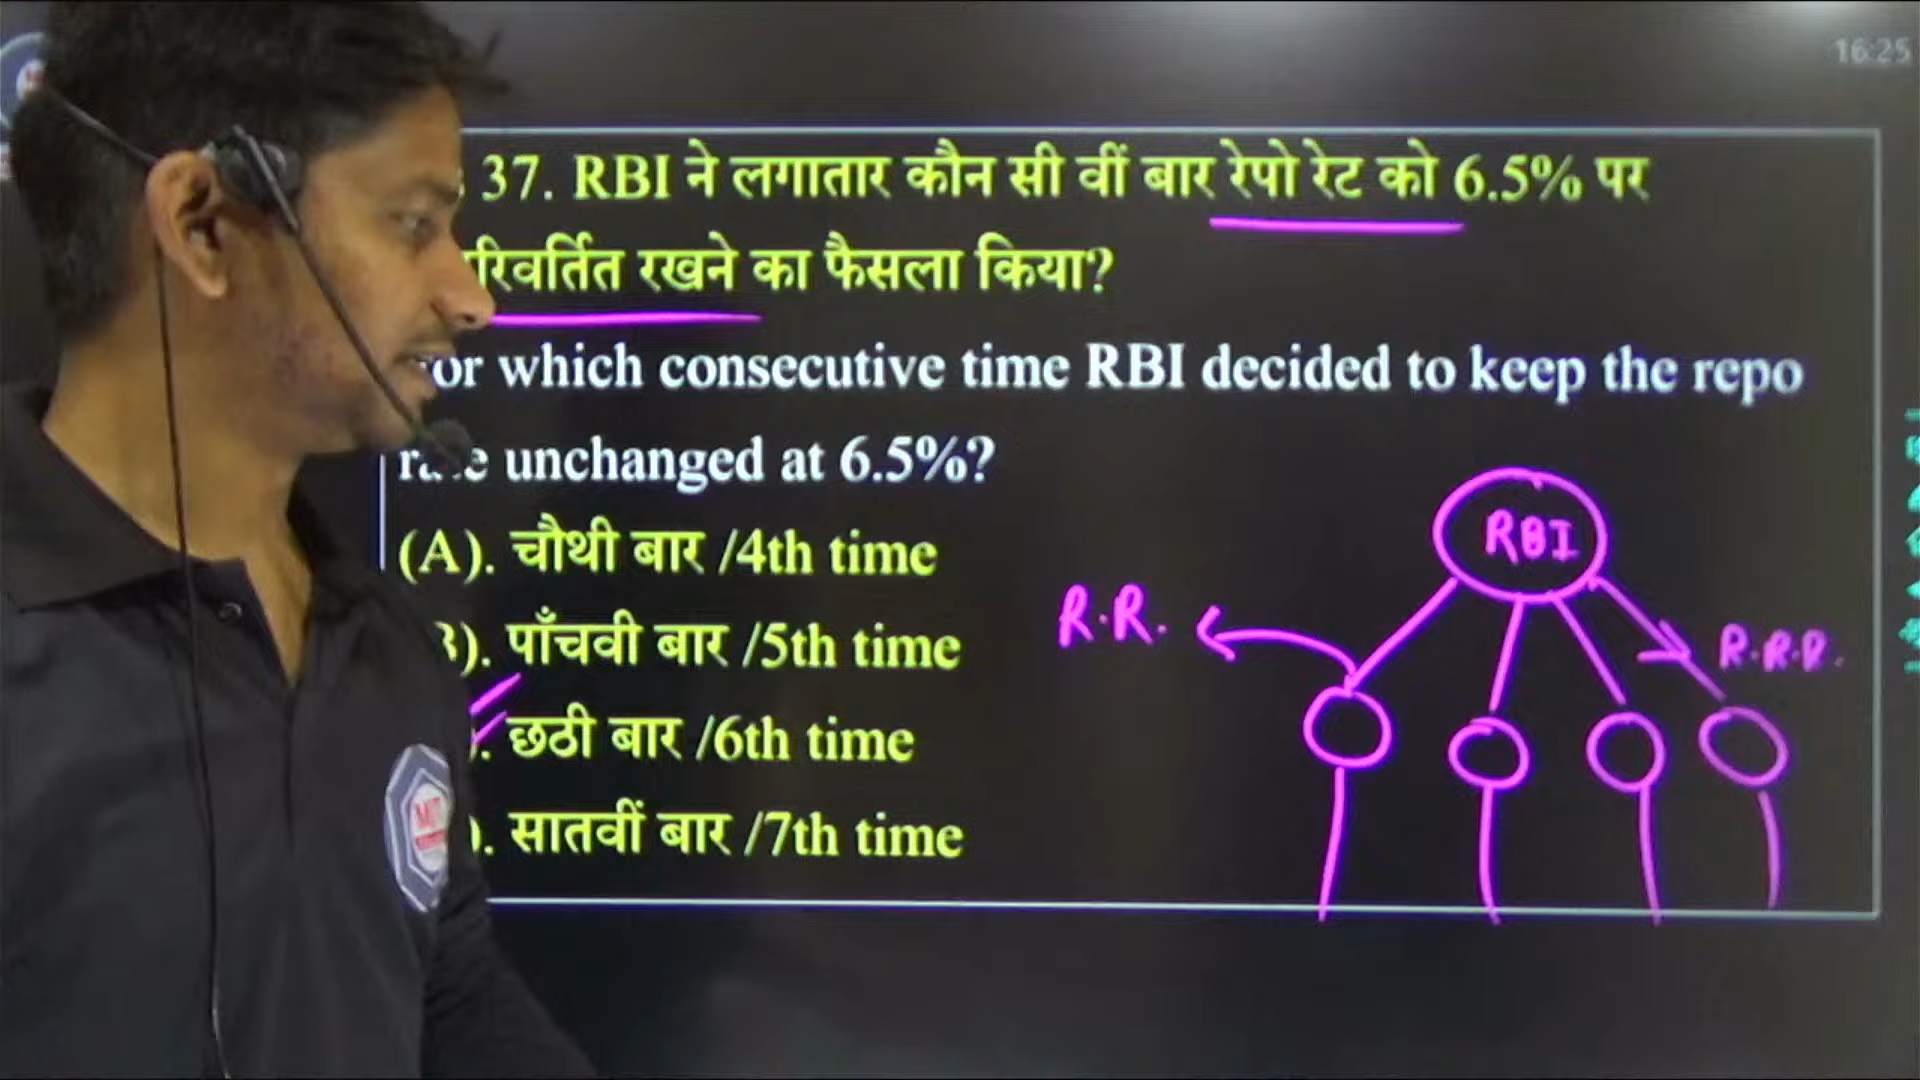 16:25
37. RBI ने लगातार कौन सी वीं बार रेपो रेट को 6.5% पर
रिवर्तित रखने का फैसला किया?
or which consecutive time RBI decided to keep the repo
unchanged at 6.5%?
(A). चौथी बार /4th time
). पाँचवी बार /5th time
. छठी बार /6th time
). सातवीं बार /7th time
RBI
R.R.
R.R.R.